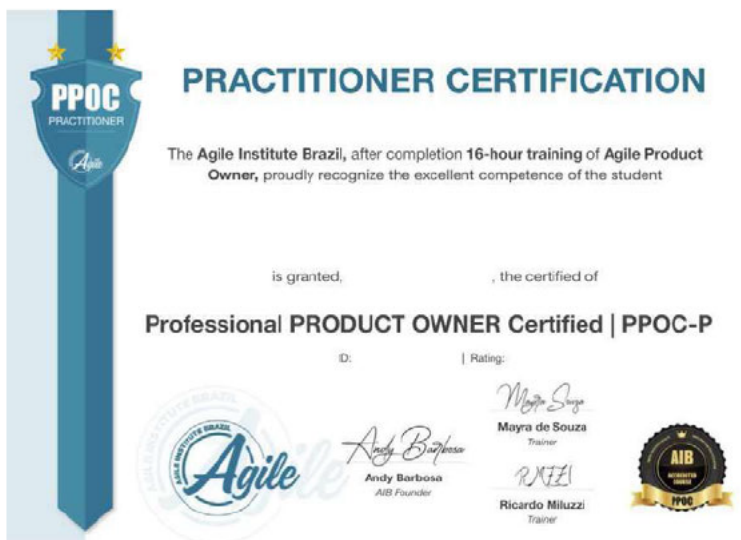 PPOC
PRACTITIONER
Agile
PRACTITIONER CERTIFICATION
The Agile Institute Brazil, after completion 16-hour training of Agile Product
Owner, proudly recognize the excellent competence of the student
is granted, , the certified of
Professional PRODUCT OWNER Certified | PPOC-P
ID: | Rating:
AGILE INSTITUTE BRAZIL
Agile
Andy Barbosa
Andy Barbosa
AIB Founder
Mayra Souza
Mayra de Souza
Trainer
Ricardo Miluzzi
Trainer
AIB
ACCREDITED
COURSE
PPOC